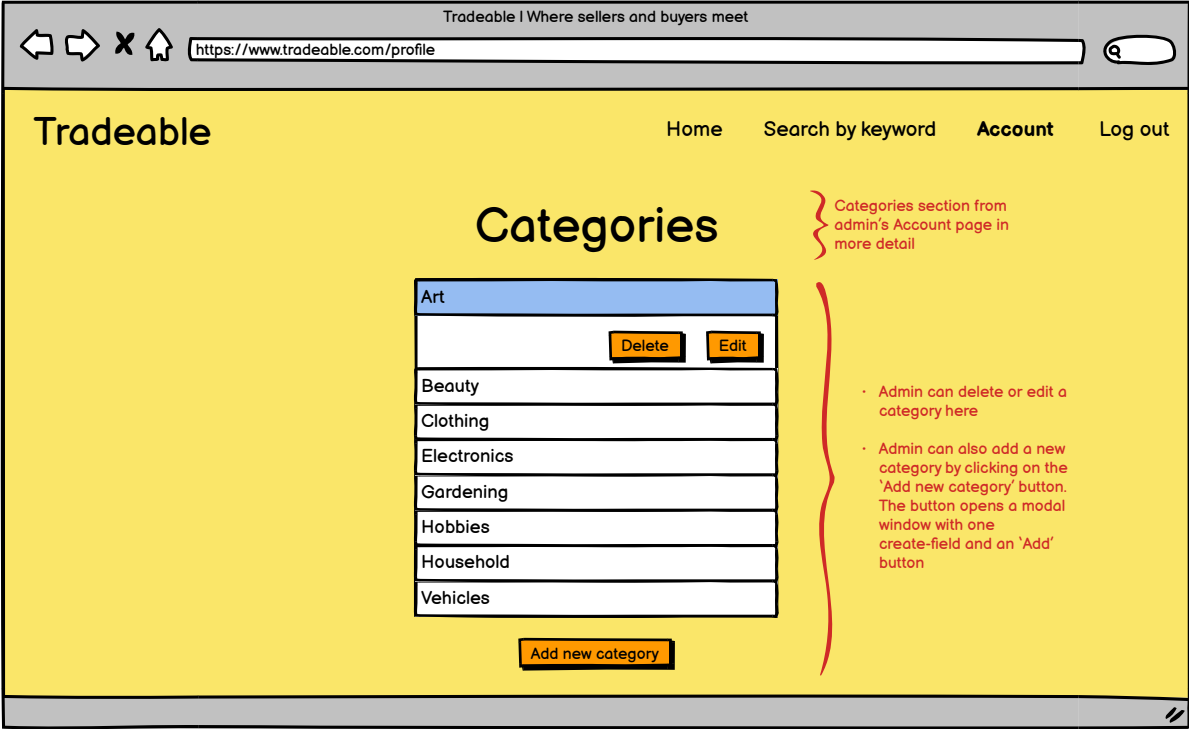 Tradeable | Where sellers and buyers meet
https://www.tradeable.com/profile
Tradeable
Home
Search by keyword
Account
Log out
Categories
Categories section from
admin's Account page in
more detail
Art
Delete
Edit
Beauty
Clothing
Electronics
Gardening
Hobbies
Household
Vehicles
Add new category
· Admin can delete or edit a
category here
· Admin can also add a new
category by clicking on the
‘Add new category’ button.
The button opens a modal
window with one
create-field and an ‘Add’
button